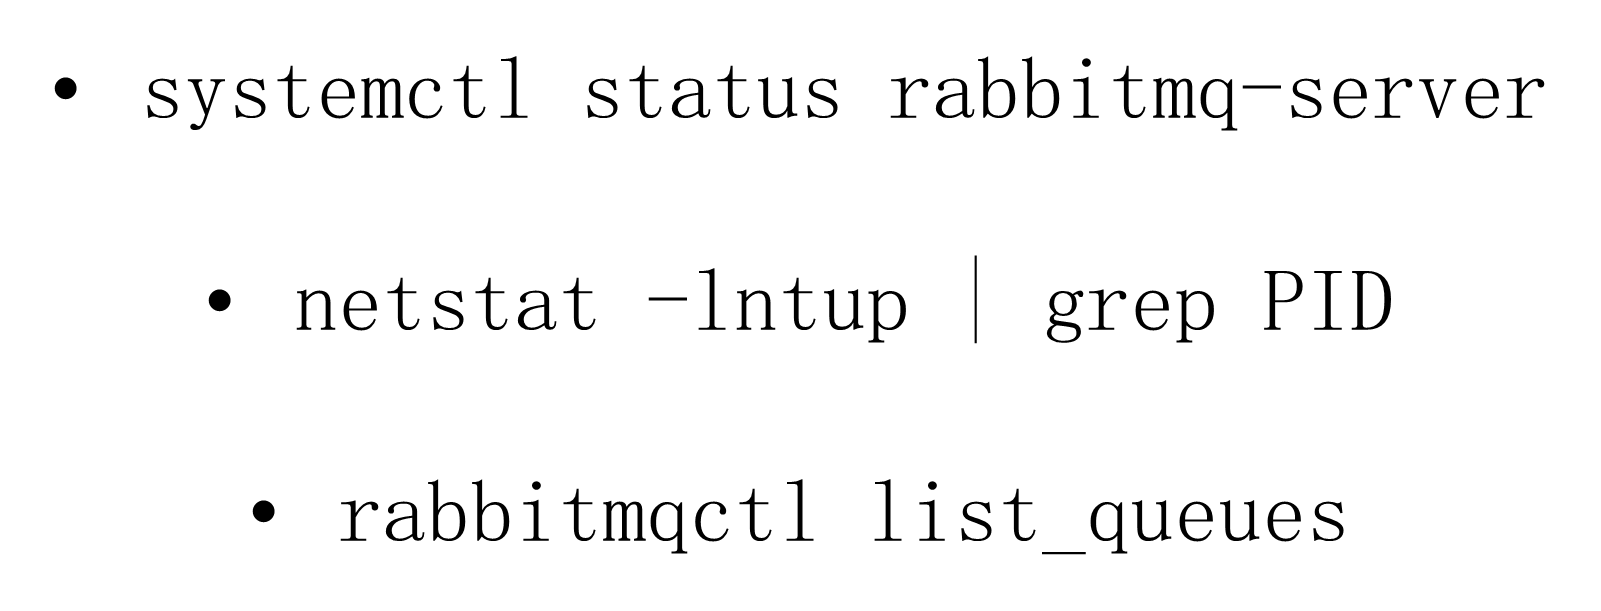 • systemctl status rabbitmq-server
• netstat -lntup | grep PID
• rabbitmqctl list_queues